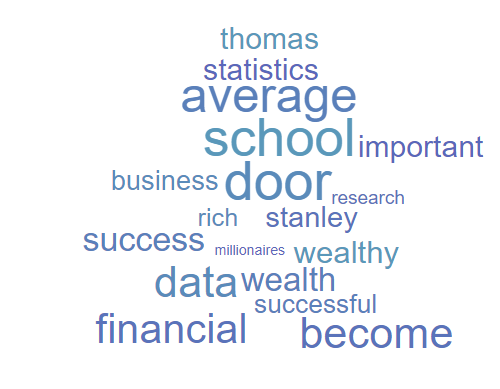 thomas
statistics
average
school important
business door research
rich stanley
success millionaires wealthy
data wealth
successful
financial become